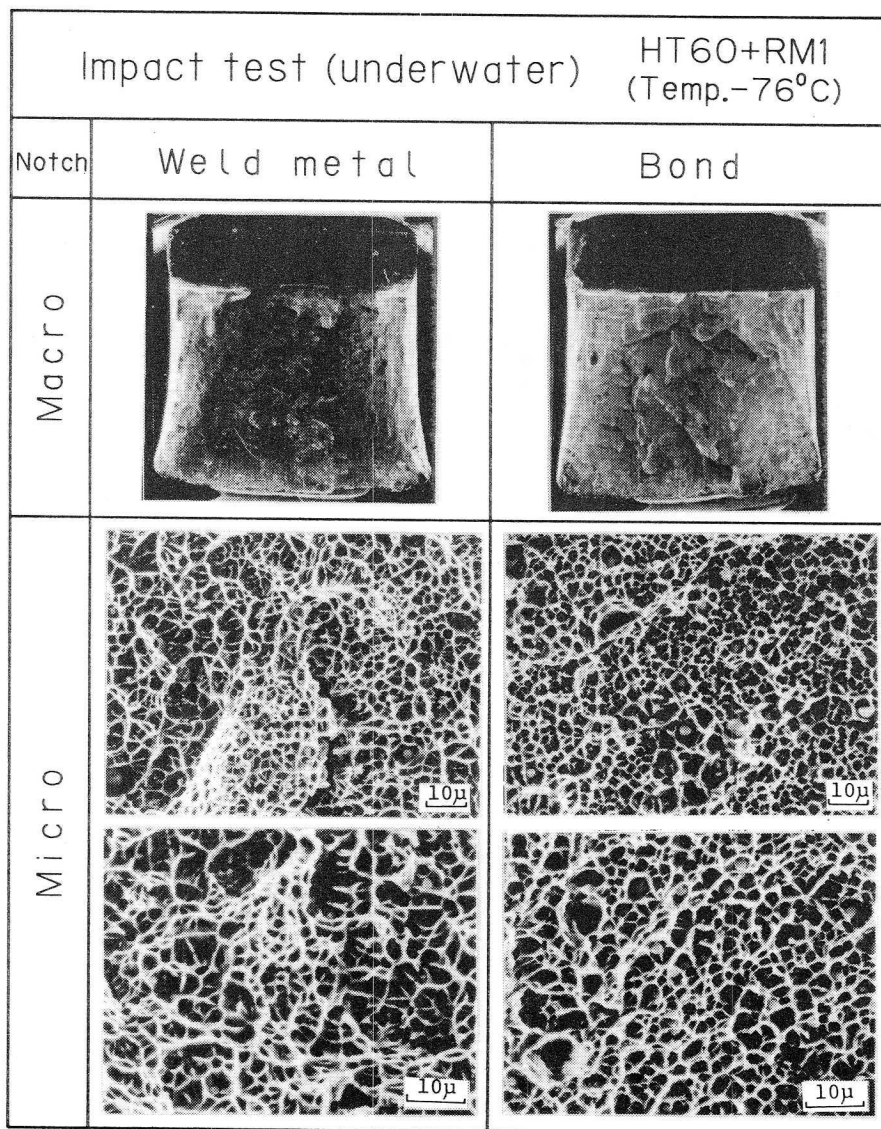 Impact test (underwater)
HT60+RM1
(Temp.-76°C)
Notch
Weld metal
Bond
Macro
Micro
10μ
10μ
10μ
10μ